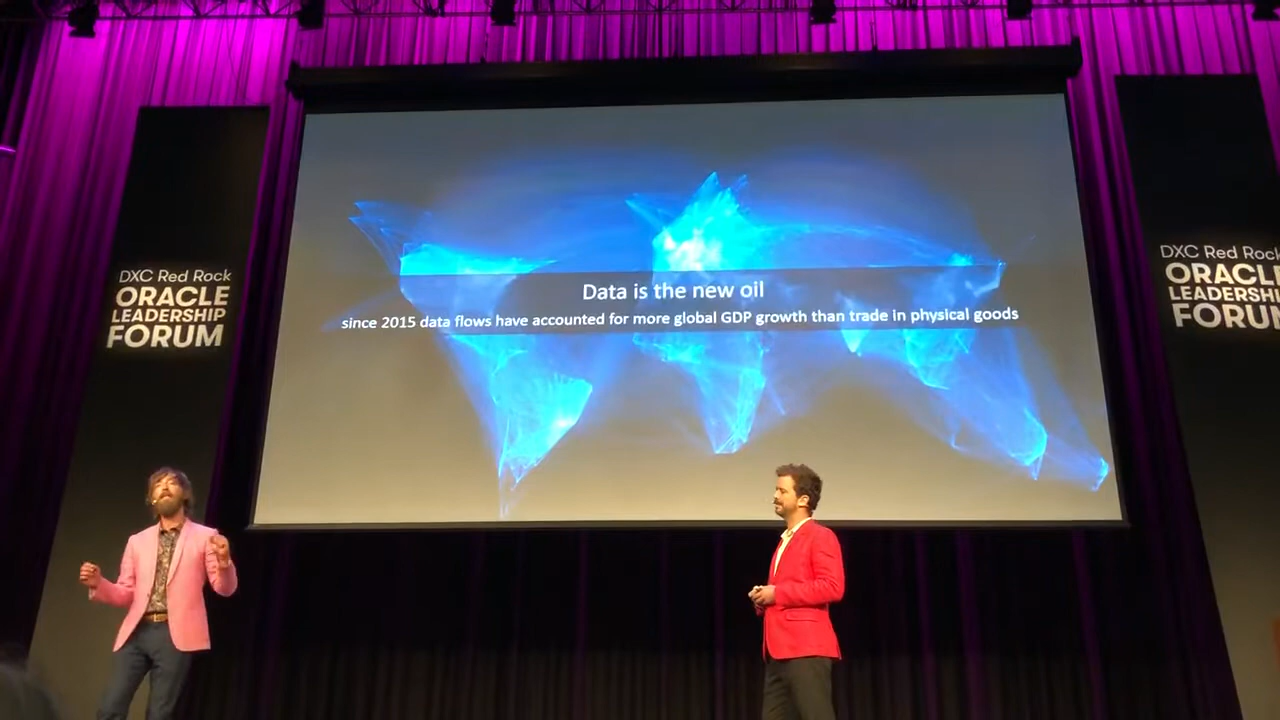 DXC Red Rock
ORACLE
LEADERSHIP
FORUM
Data is the new oil
since 2015 data flows have accounted for more global GDP growth than trade in physical goods
DXC Red Rock
ORACLE
LEADERSHI
FORUM